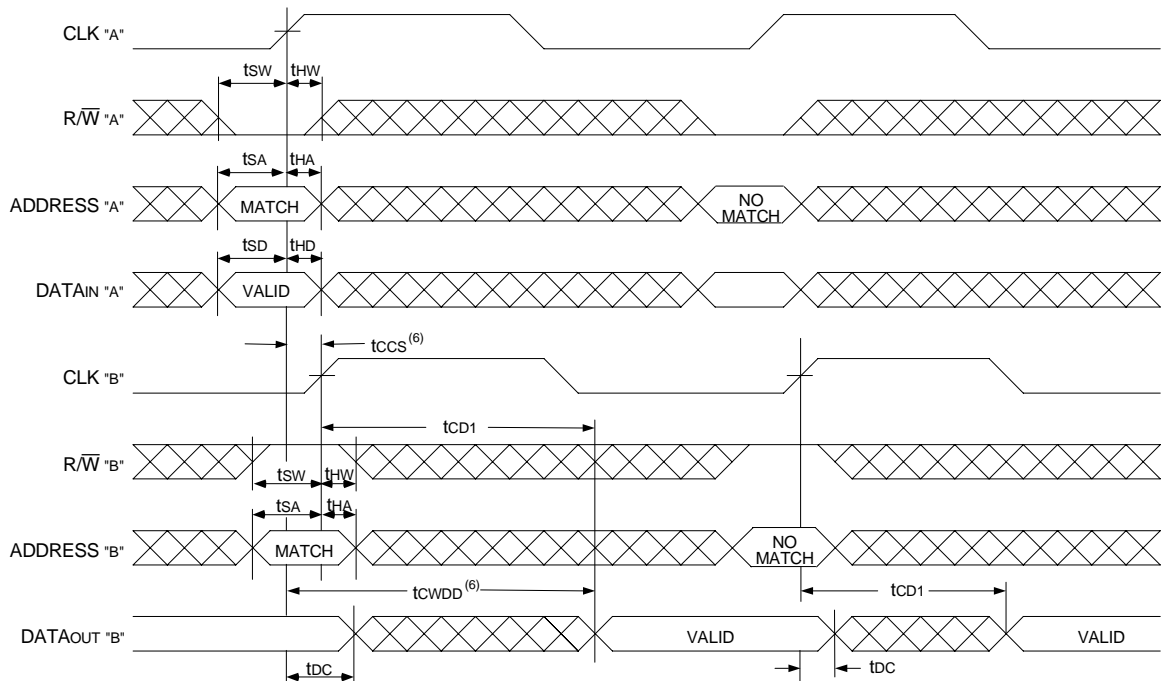 CLK "A"
tSW tHW
R/W̅ "A"
tSA tHA
ADDRESS "A" MATCH NO MATCH
tSD tHD
DATAIN "A" VALID
tCCS(6)
CLK "B"
tCD1
R/W̅ "B"
tSW tHW
tSA tHA
ADDRESS "B" MATCH NO MATCH
tCWDD(6) tCD1
DATAOUT "B" VALID VALID
tDC tDC